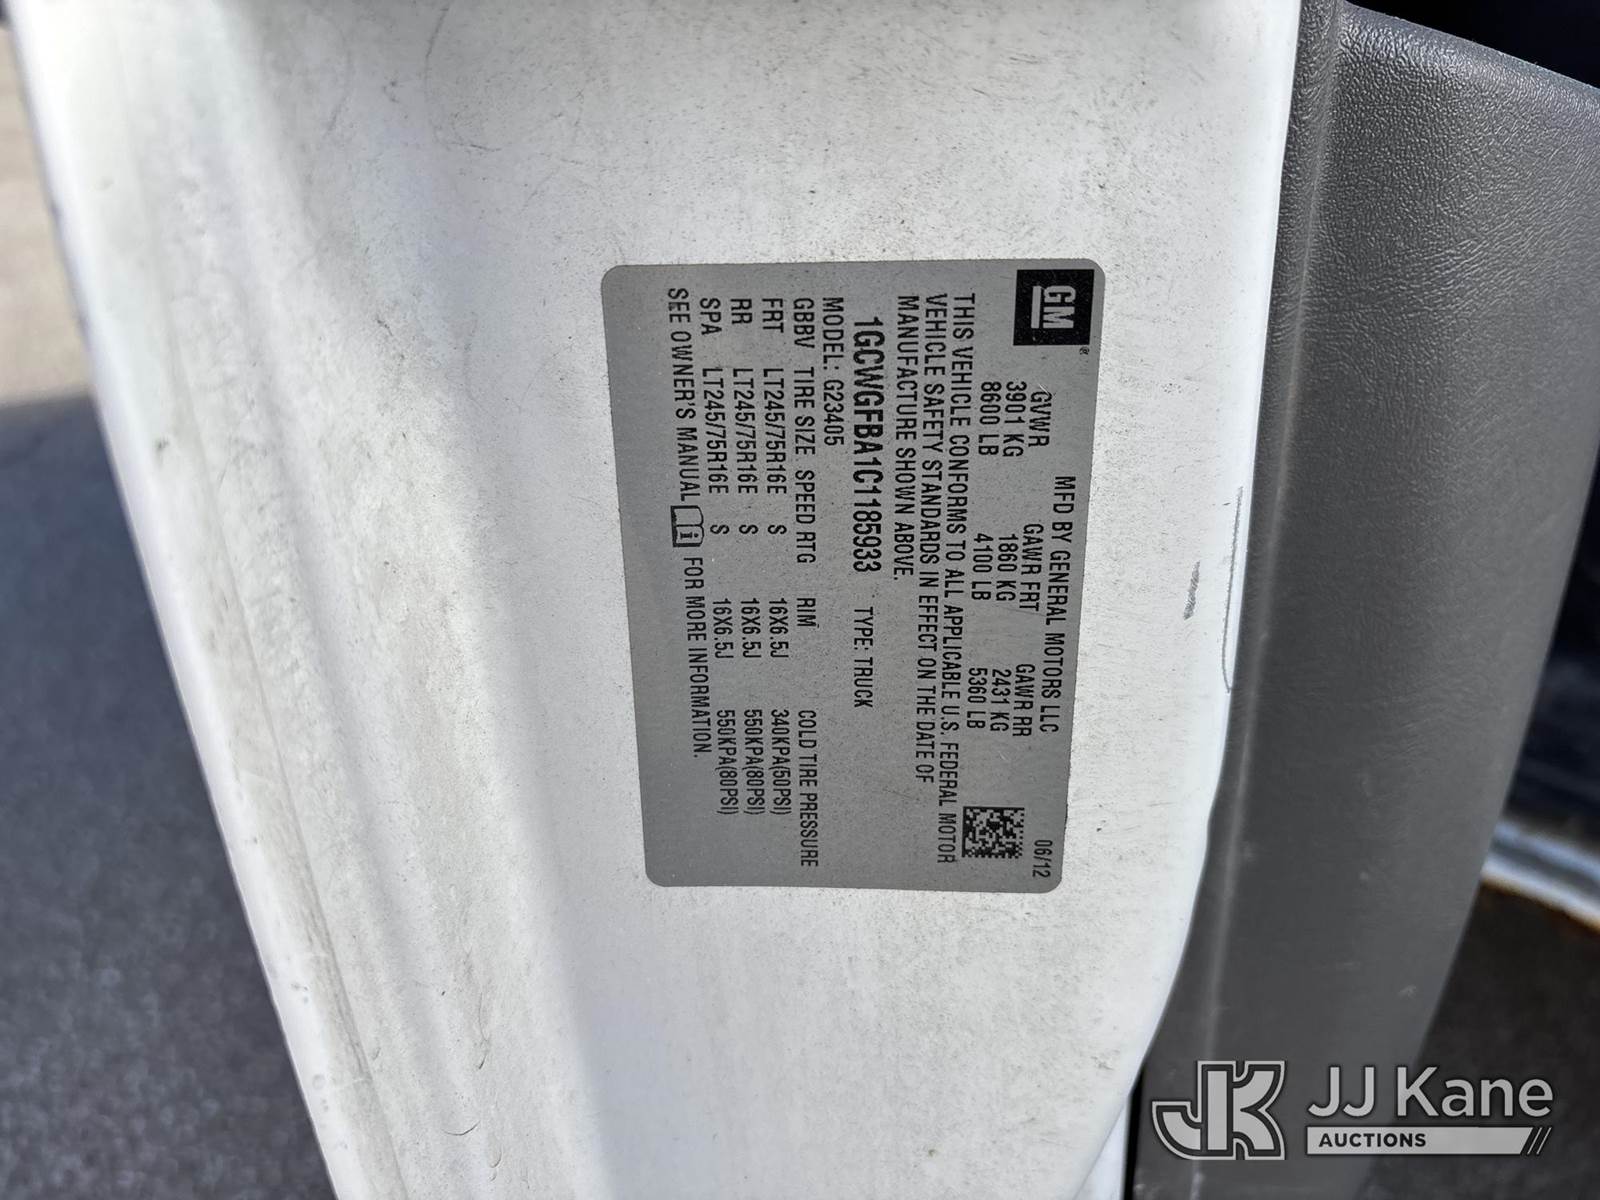 GM®
MFD BY GENERAL MOTORS LLC 06/12
GVWR GAWR FRT GAWR RR
3901 KG 1860 KG 2431 KG
8600 LB 4100 LB 5360 LB
THIS VEHICLE CONFORMS TO ALL APPLICABLE U.S. FEDERAL MOTOR
VEHICLE SAFETY STANDARDS IN EFFECT ON THE DATE OF
MANUFACTURE SHOWN ABOVE.
1GCWGFBA1C1185933 TYPE: TRUCK
MODEL: G23405
GBBV TIRE SIZE SPEED RTG RIM COLD TIRE PRESSURE
FRT LT245/75R16E S 16X6.5J 340KPA(50PSI)
RR LT245/75R16E S 16X6.5J 550KPA(80PSI)
SPA LT245/75R16E S 16X6.5J 550KPA(80PSI)
SEE OWNER'S MANUAL i FOR MORE INFORMATION.
JK JJ Kane
AUCTIONS